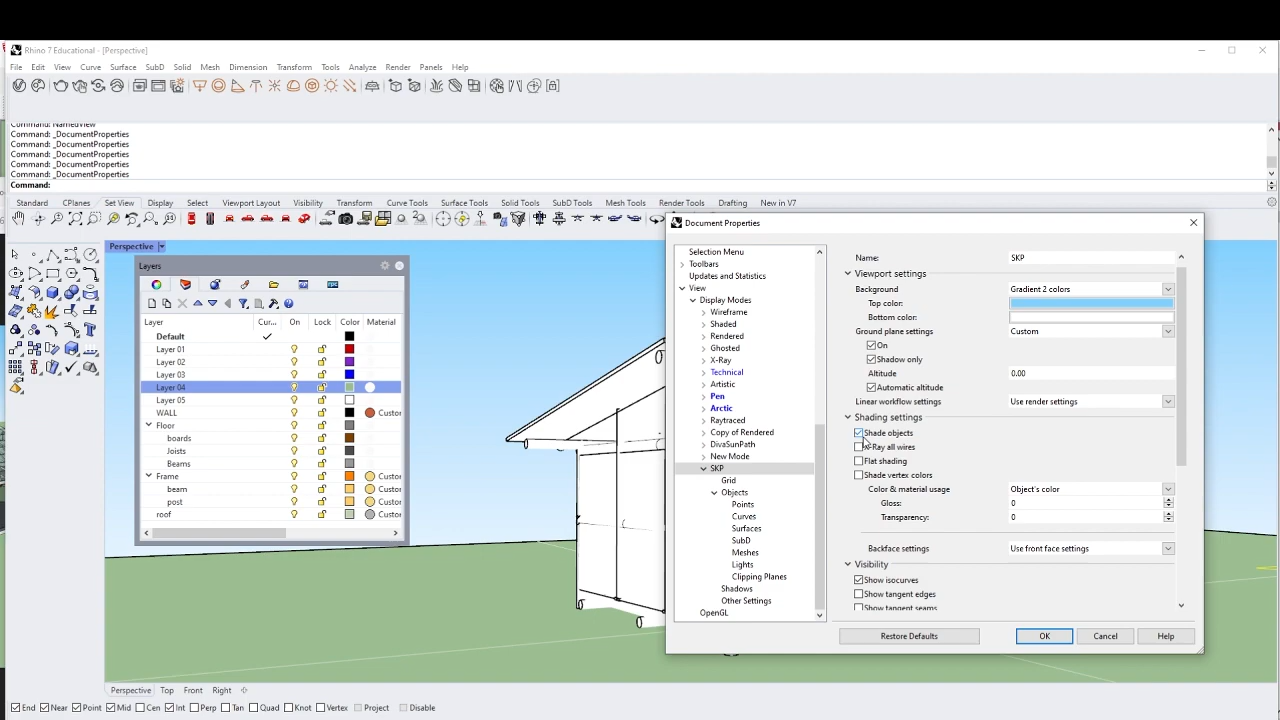 Rhino 7 Educational - [Perspective]
File Edit View Curve Surface SubD Solid Mesh Dimension Transform Tools Analyze Render Panels Help
Command: NamedView
Command: _DocumentProperties
Command: _DocumentProperties
Command: _DocumentProperties
Command: _DocumentProperties
Command: _DocumentProperties
Command:
Standard CPlanes Set View Display Select Viewport Layout Visibility Transform Curve Tools Surface Tools Solid Tools SubD Tools Mesh Tools Render Tools Drafting New in V7
Perspective
Layers
Layer Cur... On Lock Color Material
Default
Layer 01
Layer 02
Layer 03
Layer 04
Layer 05
WALL Custo
Floor
boards
Joists
Beams
Frame Custo
beam Custo
post Custo
roof Custo
Document Properties
Selection Menu
Toolbars
Updates and Statistics
View
Display Modes
Wireframe
Shaded
Rendered
Ghosted
X-Ray
Technical
Artistic
Pen
Arctic
Raytraced
Copy of Rendered
DivaSunPath
New Mode
SKP
Grid
Objects
Points
Curves
Surfaces
SubD
Meshes
Lights
Clipping Planes
Shadows
Other Settings
OpenGL
Name: SKP
Viewport settings
Background Gradient 2 colors
Top color:
Bottom color:
Ground plane settings Custom
On
Shadow only
Altitude 0.00
Automatic altitude
Linear workflow settings Use render settings
Shading settings
Shade objects
X-Ray all wires
Flat shading
Shade vertex colors
Color & material usage Object's color
Gloss: 0
Transparency: 0
Backface settings Use front face settings
Visibility
Show isocurves
Show tangent edges
Show tangent seams
Restore Defaults OK Cancel Help
Perspective Top Front Right
End Near Point Mid Cen Int Perp Tan Quad Knot Vertex Project Disable